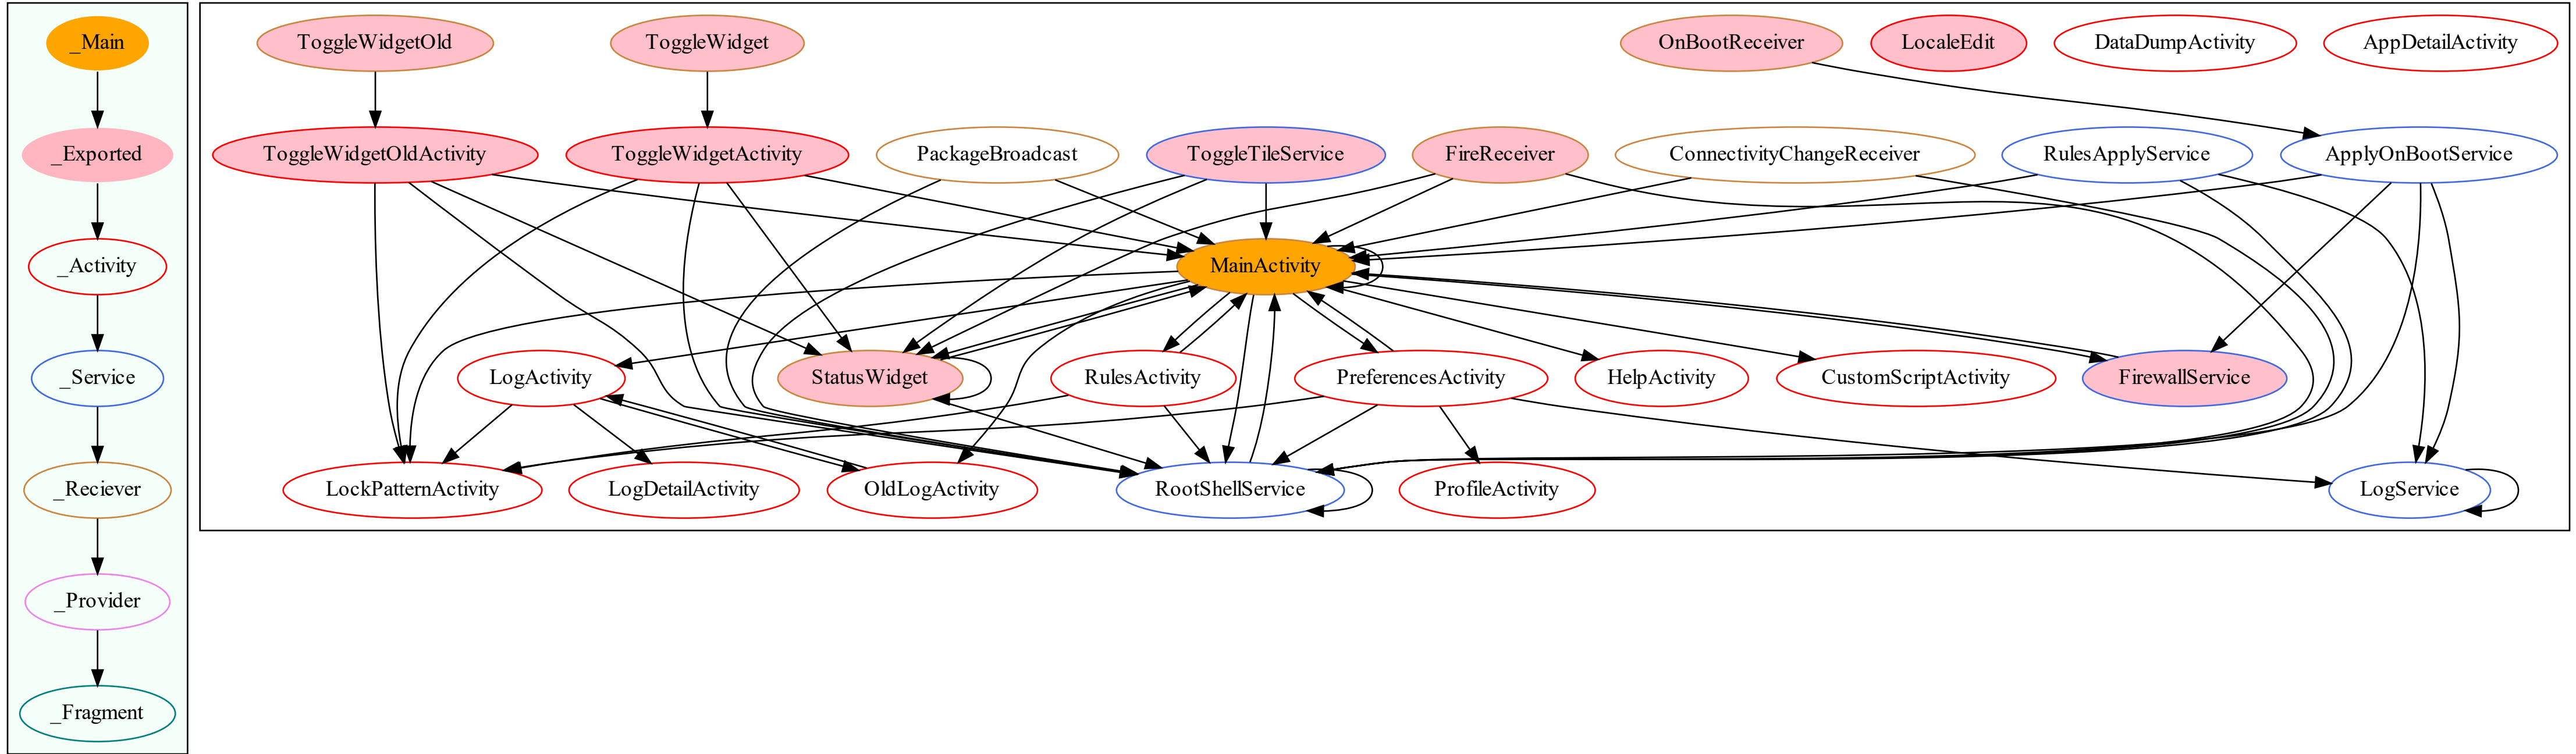 _Main
_Exported
_Activity
_Service
_Reciever
_Provider
_Fragment
ToggleWidgetOld
ToggleWidget
OnBootReceiver
LocaleEdit
DataDumpActivity
AppDetailActivity
ToggleWidgetOldActivity
ToggleWidgetActivity
PackageBroadcast
ToggleTileService
FireReceiver
ConnectivityChangeReceiver
RulesApplyService
ApplyOnBootService
MainActivity
LogActivity
StatusWidget
RulesActivity
PreferencesActivity
HelpActivity
CustomScriptActivity
FirewallService
LockPatternActivity
LogDetailActivity
OldLogActivity
RootShellService
ProfileActivity
LogService